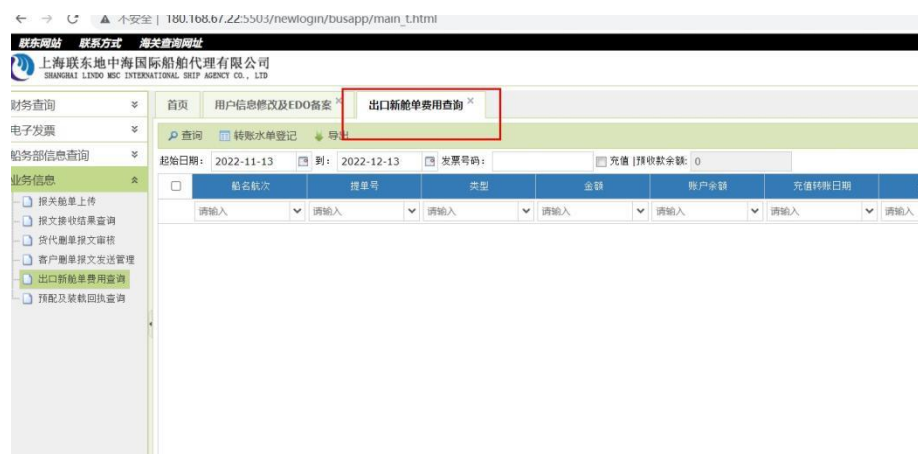 不安全 | 180.168.67.22:5503/newlogin/busapp/main_t.html
联东网站 联系方式 海关查询网址
上海联东地中海国际船舶代理有限公司
SHANGHAI LINDO MSC INTERNATIONAL SHIP AGENCY CO., LTD
财务查询
电子发票
船务部信息查询
业务信息
报关舱单上传
报文接收结果查询
货代删单报文审核
客户删单报文发送管理
出口新舱单费用查询
预配及装载回执查询
首页 用户信息修改及EDO备案 × 出口新舱单费用查询 ×
查询 转账水单登记 导出
起始日期: 2022-11-13 到: 2022-12-13 发票号码: 充值 |预收款余额: 0
船名航次 提单号 类型 金额 账户余额 充值转账日期
请输入 请输入 请输入 请输入 请输入 请输入 请输入